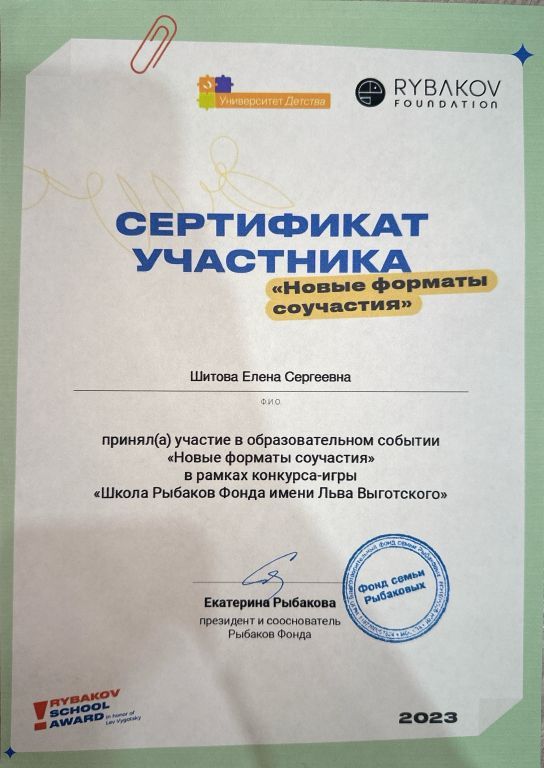 Университет Детства
RYBAKOV
FOUNDATION
СЕРТИФИКАТ
УЧАСТНИКА
«Новые форматы
соучастия»
Шитова Елена Сергеевна
Ф.И.О.
принял(а) участие в образовательном событии
«Новые форматы соучастия»
в рамках конкурса-игры
«Школа Рыбаков Фонда имени Льва Выготского»
Фонд семьи
Рыбаковых
Екатерина Рыбакова
президент и сооснователь
Рыбаков Фонда
RYBAKOV
SCHOOL
AWARD in honor of
Lev Vygotsky
2023